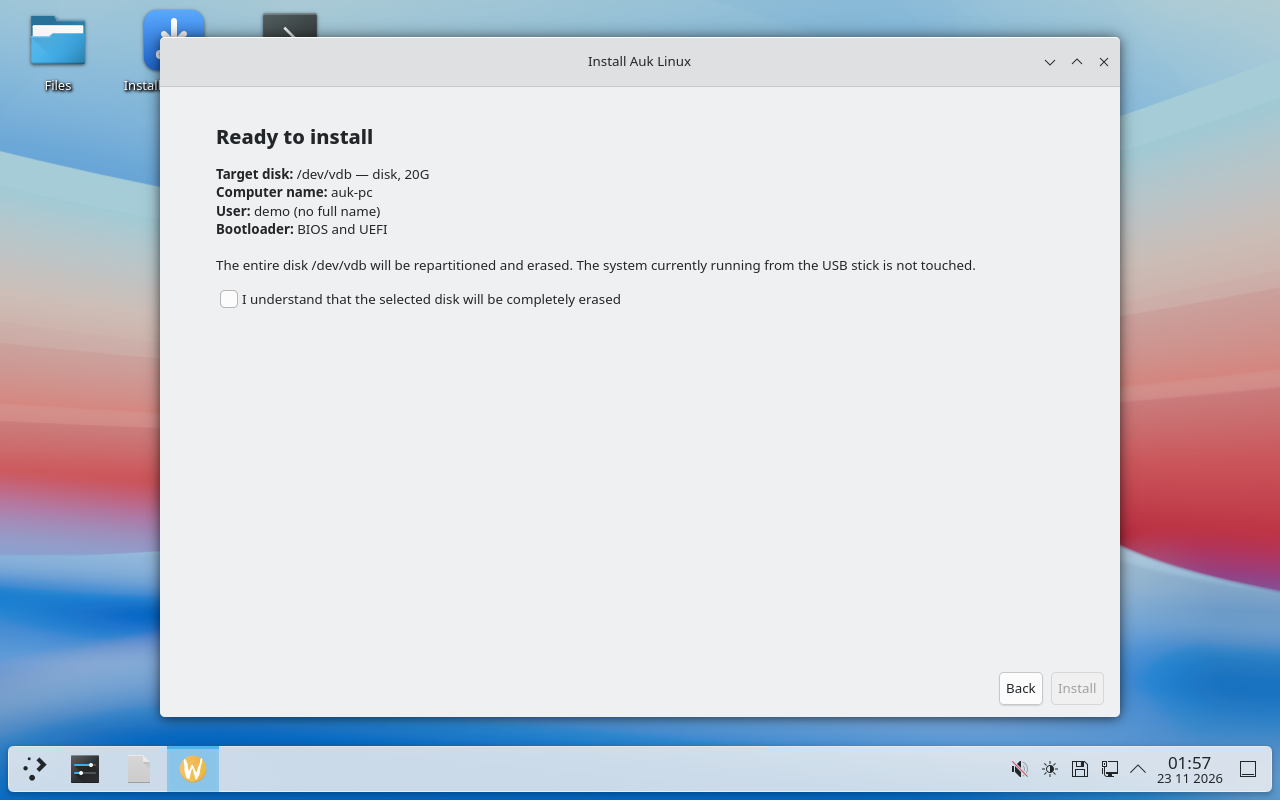 Files
Install
Install Auk Linux
Ready to install
Target disk: /dev/vdb — disk, 20G
Computer name: auk-pc
User: demo (no full name)
Bootloader: BIOS and UEFI
The entire disk /dev/vdb will be repartitioned and erased. The system currently running from the USB stick is not touched.
I understand that the selected disk will be completely erased
Back
Install
01:57
23 11 2026